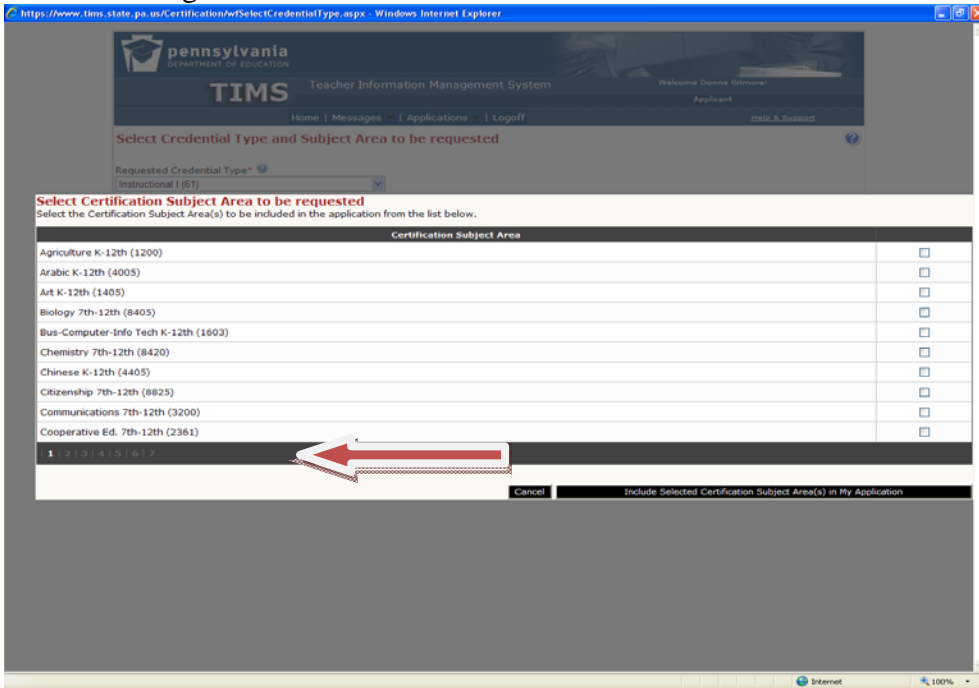 https://www.tims.state.pa.us/Certification/wfSelectCredentialType.aspx - Windows Internet Explorer
pennsylvania
DEPARTMENT OF EDUCATION
TIMS Teacher Information Management System
Welcome Donna Gilmore!
Applicant
Home | Messages | Applications | Logoff
Help & Support
Select Credential Type and Subject Area to be requested
Requested Credential Type*
Instructional I (61)
Select Certification Subject Area to be requested
Select the Certification Subject Area(s) to be included in the application from the list below.
Certification Subject Area
Agriculture K-12th (1200)
Arabic K-12th (4005)
Art K-12th (1405)
Biology 7th-12th (8405)
Bus-Computer-Info Tech K-12th (1603)
Chemistry 7th-12th (8420)
Chinese K-12th (4405)
Citizenship 7th-12th (8825)
Communications 7th-12th (3200)
Cooperative Ed. 7th-12th (2361)
| 1 | 2 | 3 | 4 | 5 | 6 | 7
Cancel
Include Selected Certification Subject Area(s) in My Application
Internet
100%